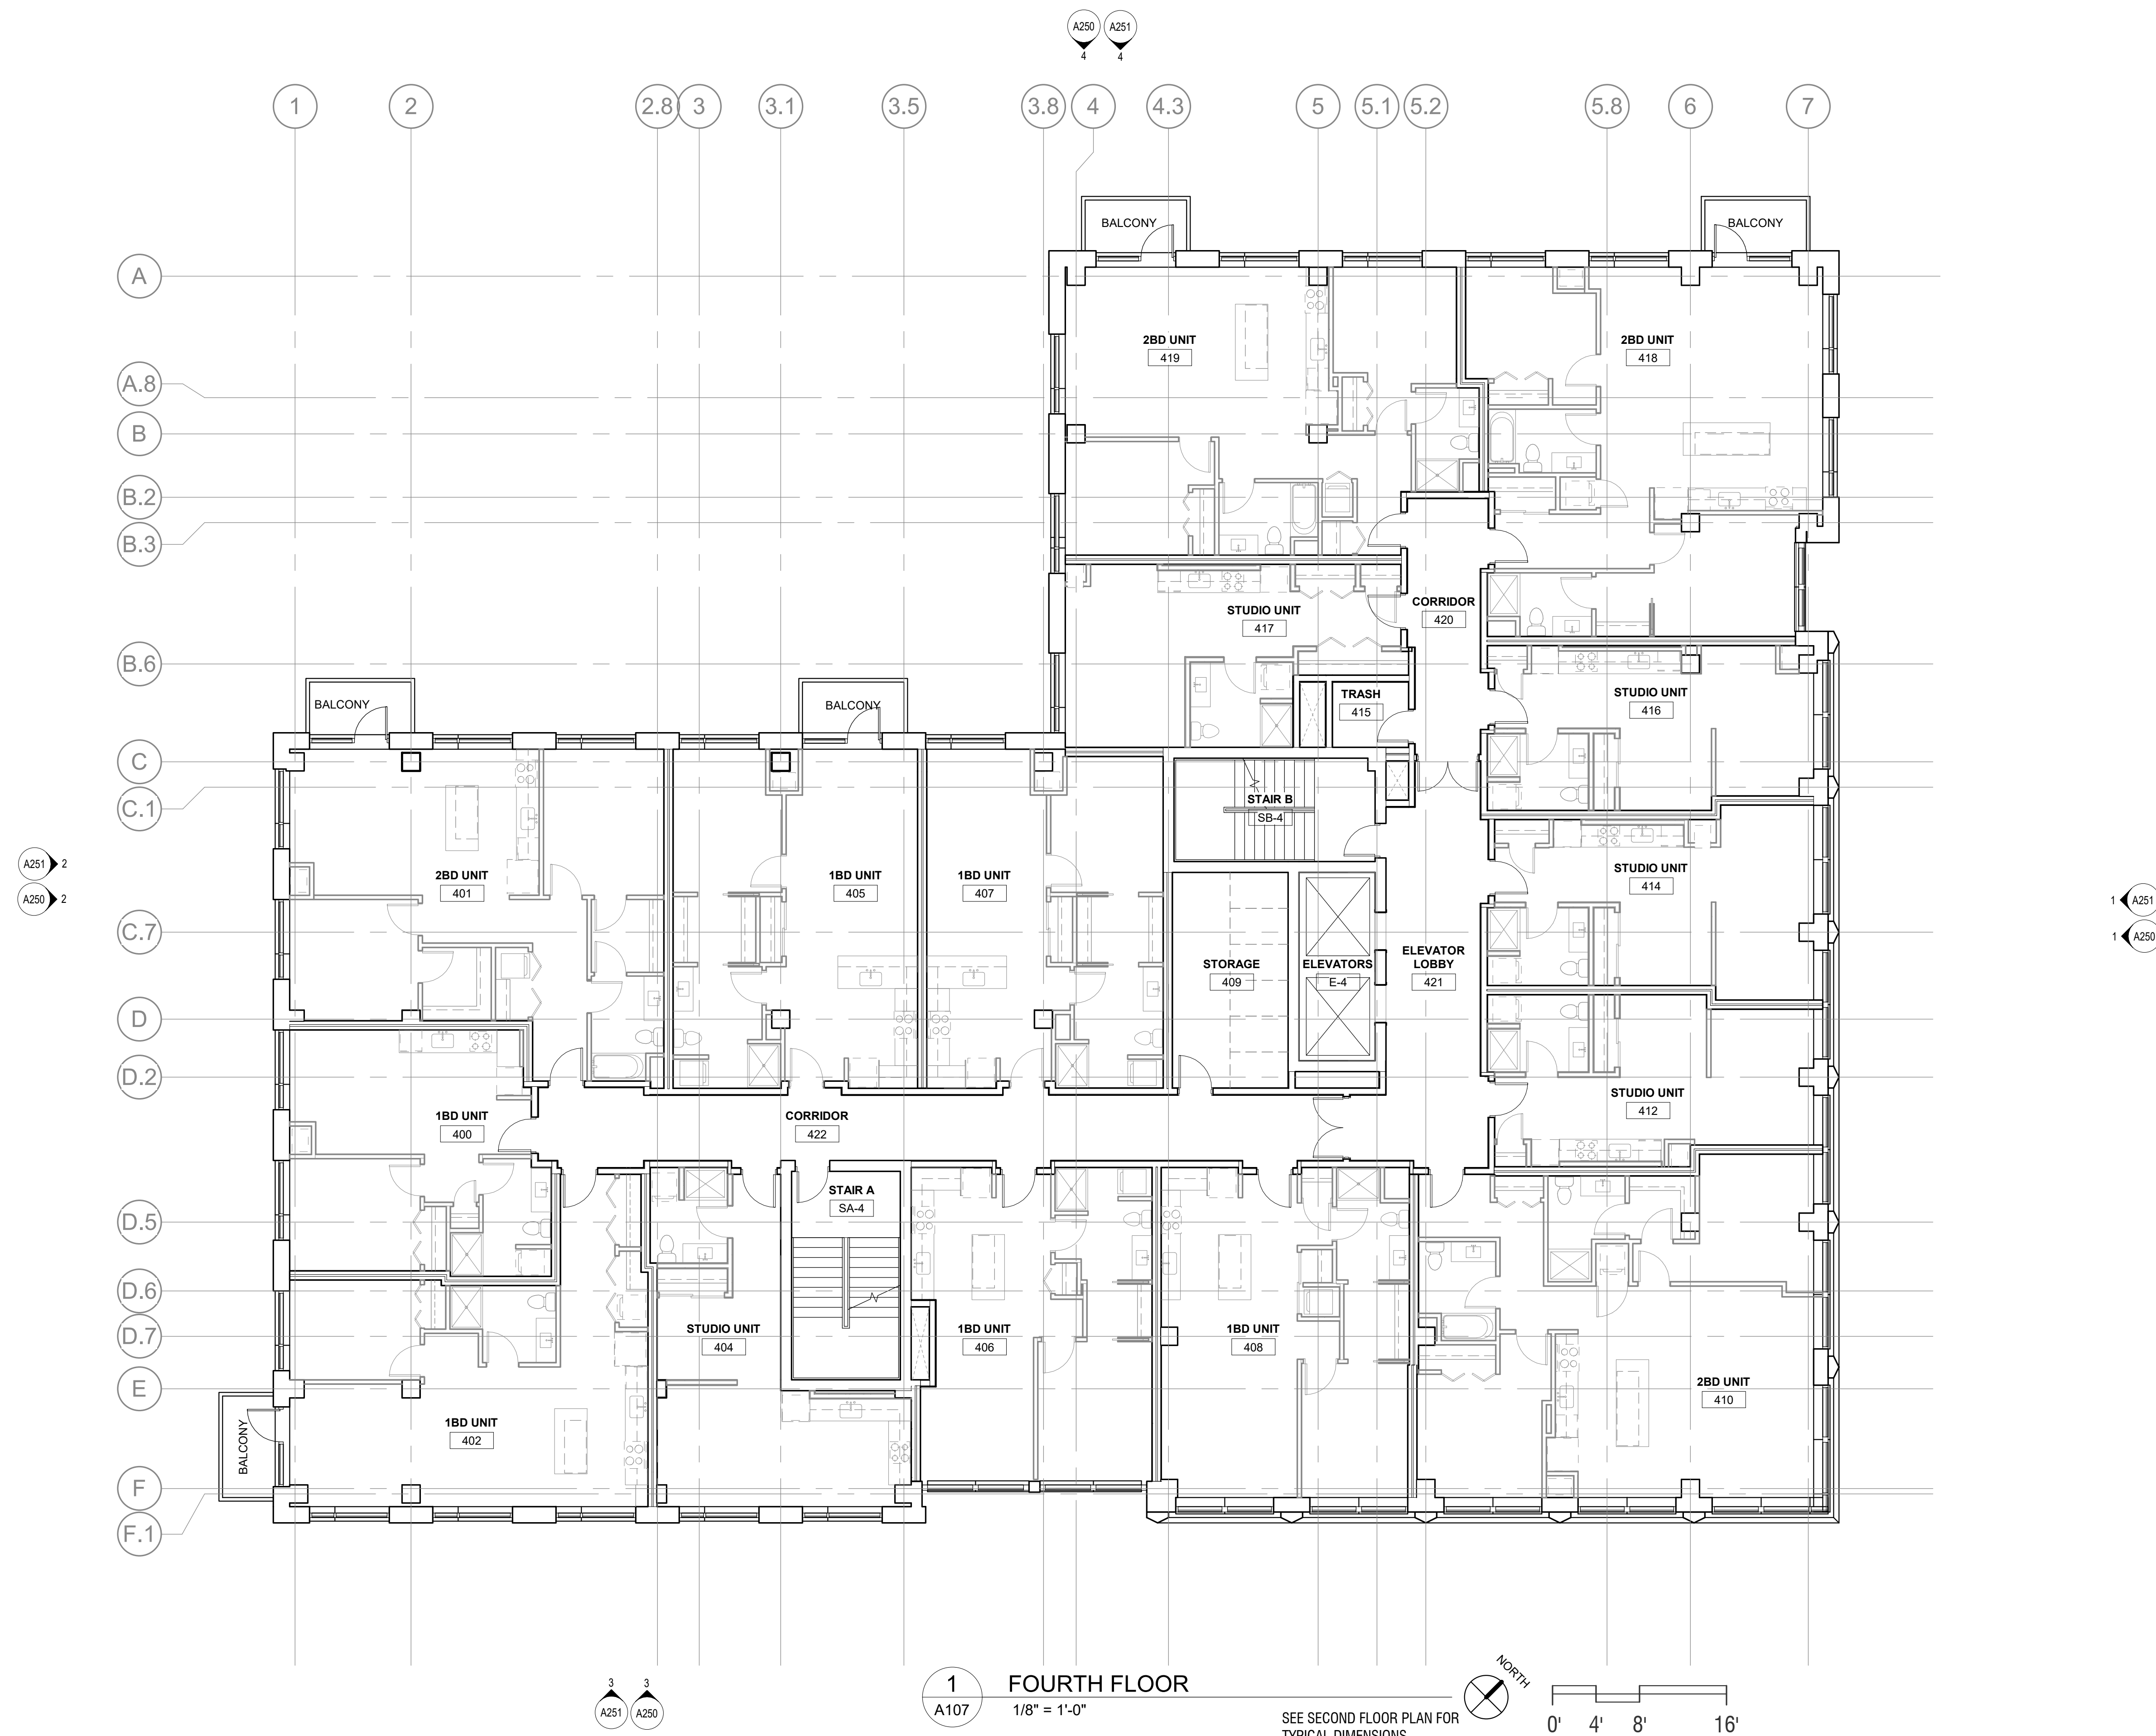 A250 A251
4 4
1 2 2.8 3 3.1 3.5 3.8 4 4.3 5 5.1 5.2 5.8 6 7
BALCONY BALCONY
A
2BD UNIT 2BD UNIT
419 418
A.8
B
B.2
B.3
STUDIO UNIT CORRIDOR
417 420
B.6
BALCONY BALCONY
TRASH STUDIO UNIT
415 416
C
C.1
STAIR B
SB-4
A251 2
A250 2
2BD UNIT 1BD UNIT 1BD UNIT STUDIO UNIT
401 405 407 414
1 A251
1 A250
C.7
STORAGE ELEVATORS ELEVATOR
LOBBY
409 E-4 421
D
D.2
1BD UNIT CORRIDOR STUDIO UNIT
400 422 412
STAIR A
SA-4
D.5
D.6
D.7
STUDIO UNIT 1BD UNIT 1BD UNIT
404 406 408
E
2BD UNIT
410
1BD UNIT
402
BALCONY
F
F.1
3 3
A251 A250
1 FOURTH FLOOR
A107 1/8" = 1'-0"
SEE SECOND FLOOR PLAN FOR
TYPICAL DIMENSIONS
NORTH
0' 4' 8' 16'